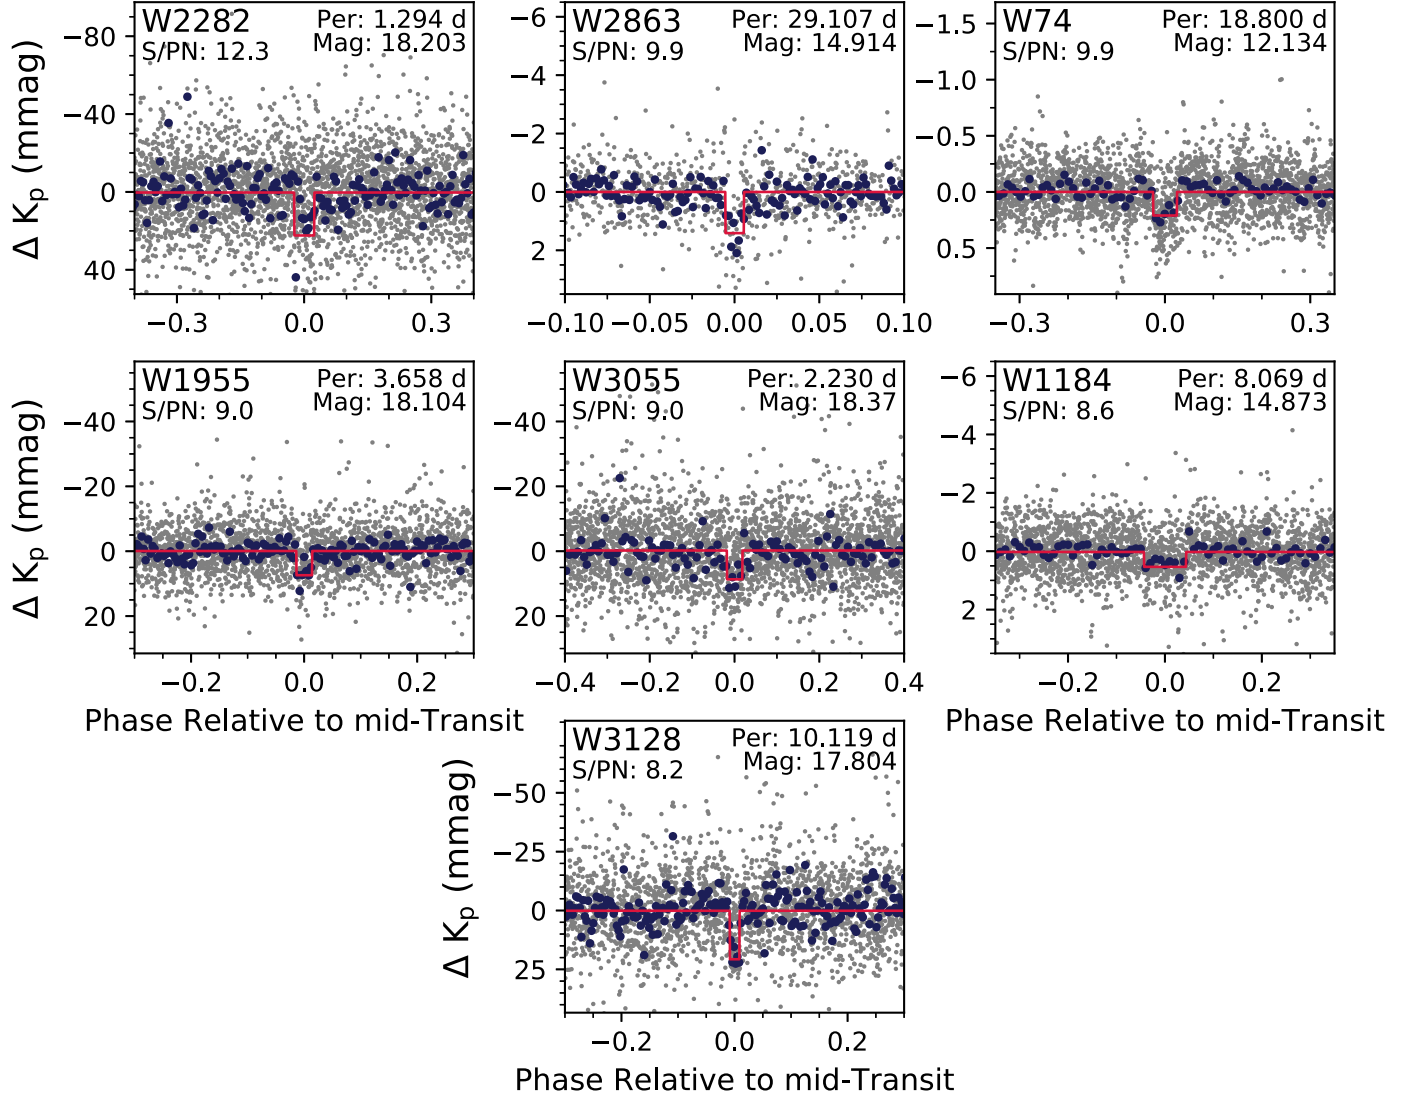 W2282 Per: 1.294 d
S/PN: 12.3 Mag: 18.203
W2863 Per: 29.107 d
S/PN: 9.9 Mag: 14.914
W74 Per: 18.800 d
S/PN: 9.9 Mag: 12.134
Δ Kp (mmag)
−80
−40
0
40
−0.3 0.0 0.3
−6
−4
−2
0
2
−0.10 −0.05 0.00 0.05 0.10
−1.5
−1.0
−0.5
0.0
0.5
−0.3 0.0 0.3
W1955 Per: 3.658 d
S/PN: 9.0 Mag: 18.104
W3055 Per: 2.230 d
S/PN: 9.0 Mag: 18.37
W1184 Per: 8.069 d
S/PN: 8.6 Mag: 14.873
Δ Kp (mmag)
−40
−20
0
20
−0.2 0.0 0.2
−40
−20
0
20
−0.4 −0.2 0.0 0.2 0.4
−6
−4
−2
0
2
−0.2 0.0 0.2
Phase Relative to mid-Transit
Phase Relative to mid-Transit
W3128 Per: 10.119 d
S/PN: 8.2 Mag: 17.804
Δ Kp (mmag)
−50
−25
0
25
−0.2 0.0 0.2
Phase Relative to mid-Transit